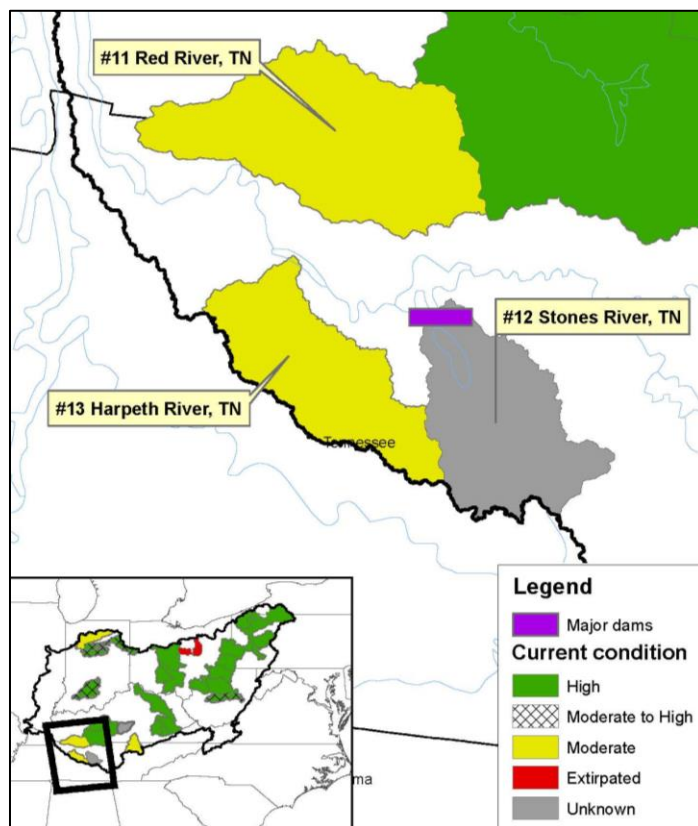 #11 Red River, TN
#12 Stones River, TN
#13 Harpeth River, TN
Tennessee
Legend
Major dams
Current condition
High
Moderate to High
Moderate
Extirpated
Unknown
ma